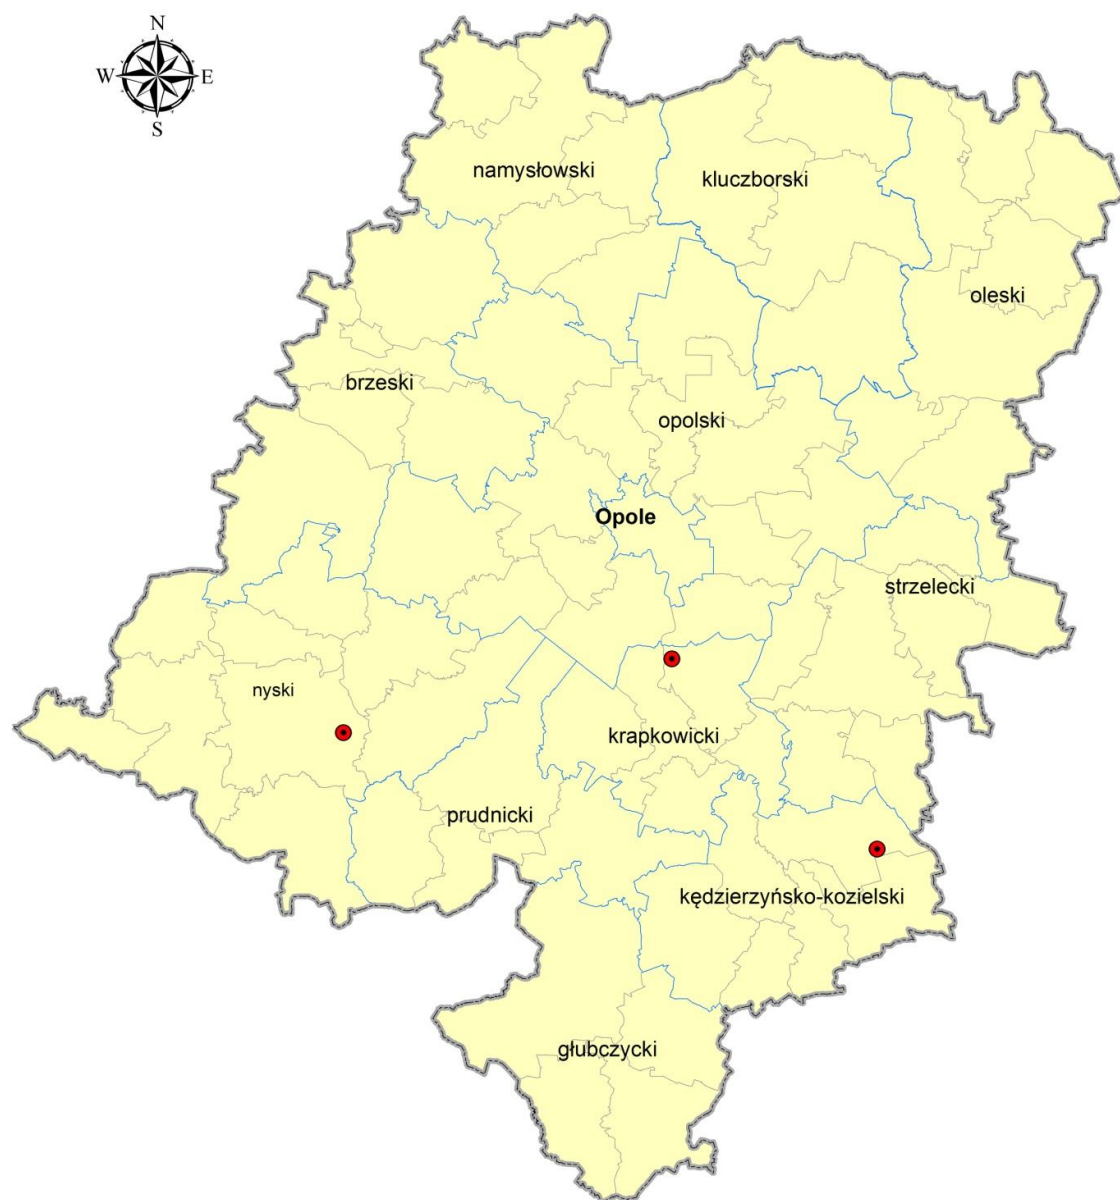 N
W E
S
namysłowski
kluczborski
oleski
brzeski
opolski
Opole
strzelecki
nyski
krapkowicki
prudnicki
kędzierzyńsko-kozielski
głubczycki